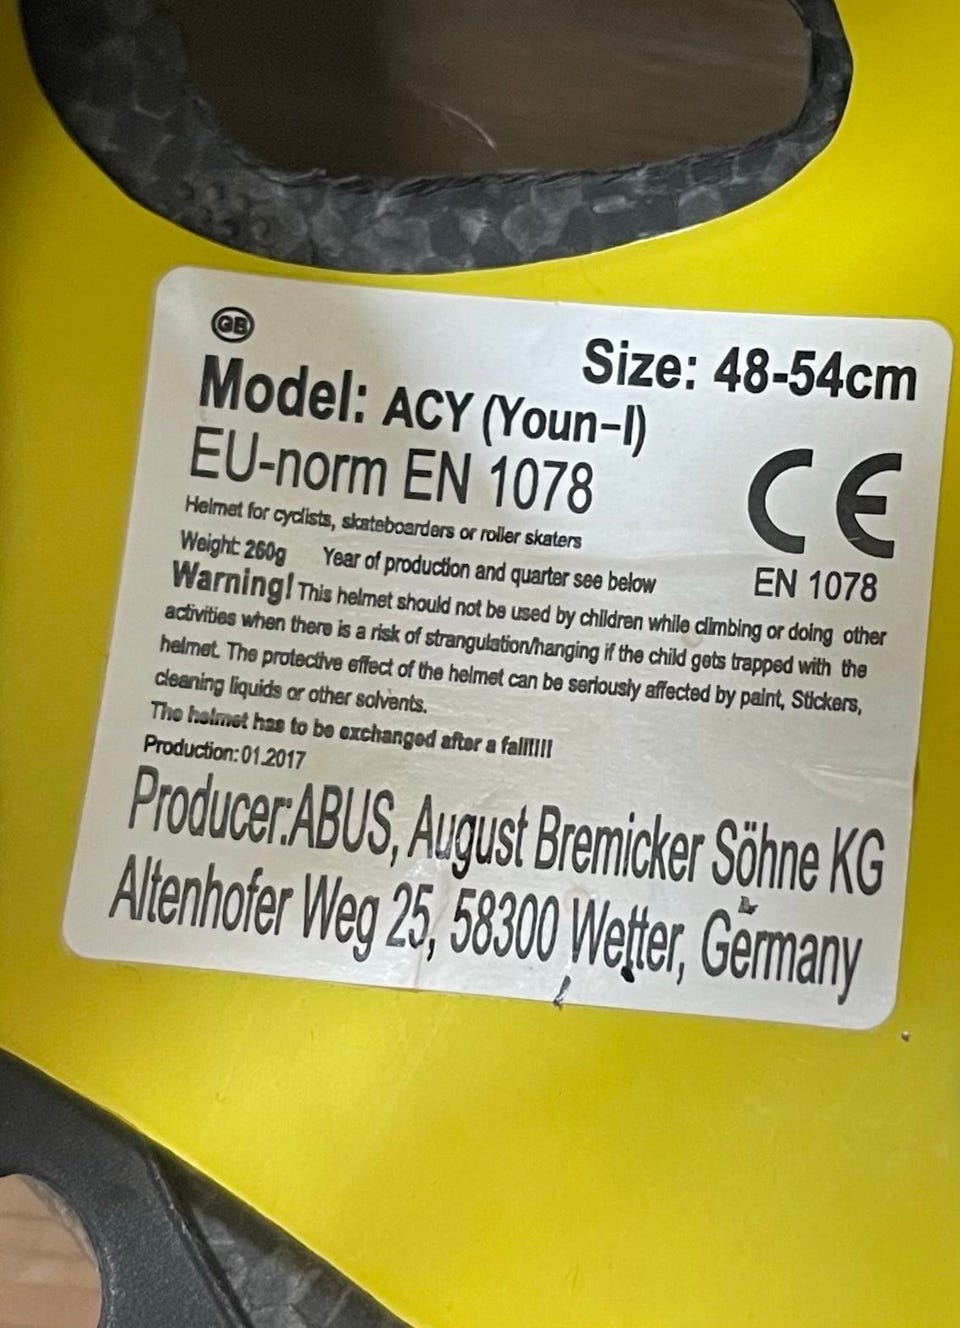 GB
Size: 48-54cm
Model: ACY (Youn-I)
EU-norm EN 1078
CE
EN 1078
Helmet for cyclists, skateboarders or roller skaters
Weight: 260g Year of production and quarter see below
Warning! This helmet should not be used by children while climbing or doing other
activities when there is a risk of strangulation/hanging if the child gets trapped with the
helmet. The protective effect of the helmet can be seriously affected by paint, Stickers,
cleaning liquids or other solvents.
The helmet has to be exchanged after a fall!!!!!
Production: 01.2017
Producer:ABUS, August Bremicker Söhne KG
Altenhofer Weg 25, 58300 Wetter, Germany